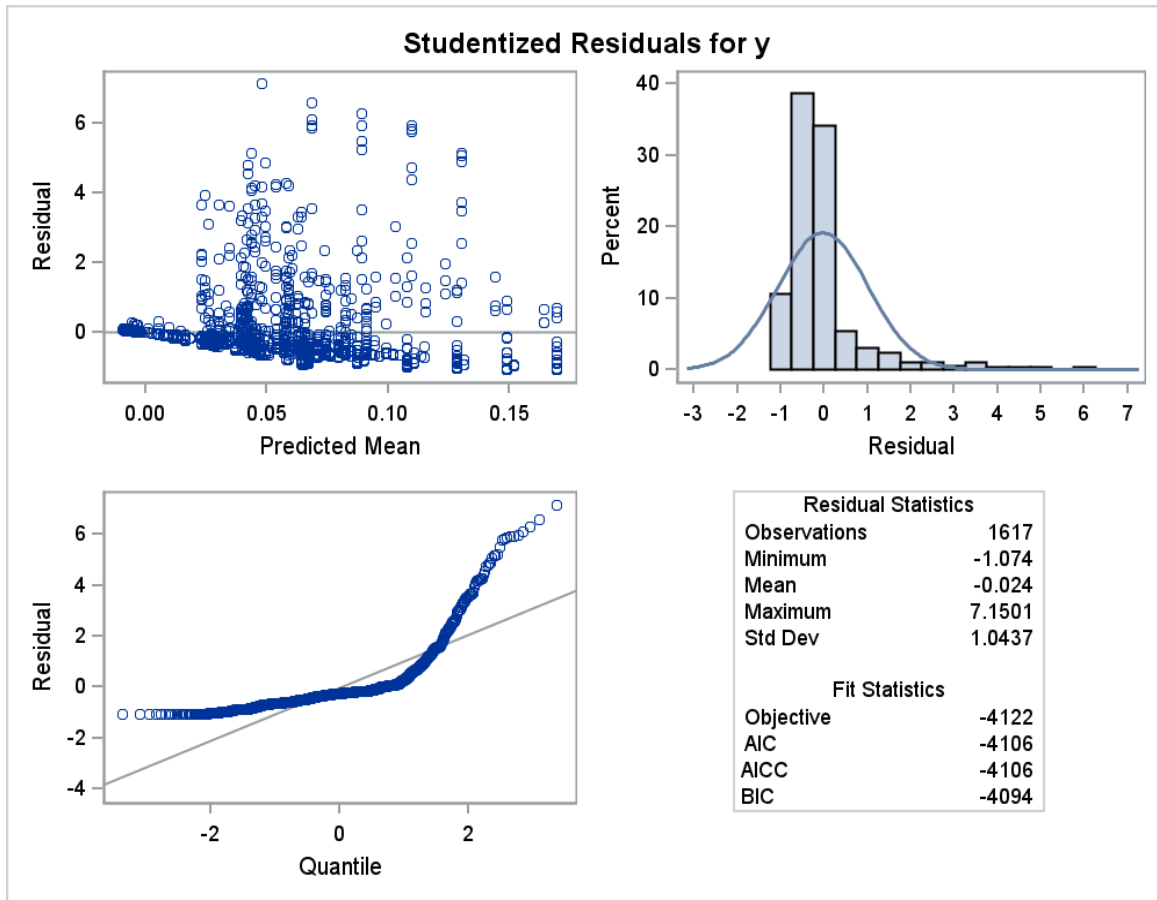 Studentized Residuals for y
Residual
6
4
2
0
0.00 0.05 0.10 0.15
Predicted Mean
Percent
40
30
20
10
0
-3 -2 -1 0 1 2 3 4 5 6 7
Residual
Residual
6
4
2
0
-2
-4
-2 0 2
Quantile
Residual Statistics
Observations 1617
Minimum -1.074
Mean -0.024
Maximum 7.1501
Std Dev 1.0437
Fit Statistics
Objective -4122
AIC -4106
AICC -4106
BIC -4094